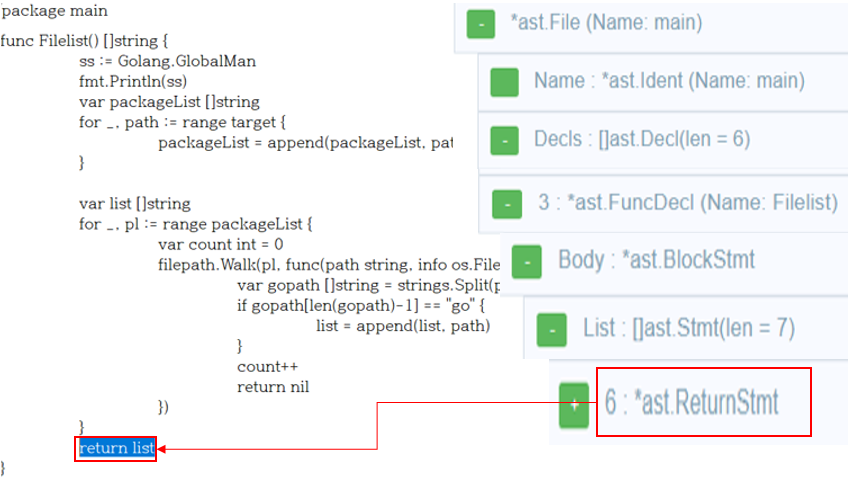 package main
func Filelist() []string {
ss := Golang.GlobalMan
fmt.Println(ss)
var packageList []string
for _, path := range target {
packageList = append(packageList, pat
}
var list []string
for _, pl := range packageList {
var count int = 0
filepath.Walk(pl, func(path string, info os.File
var gopath []string = strings.Split(p
if gopath[len(gopath)-1] == "go" {
list = append(list, path)
}
count++
return nil
})
}
return list
}
- *ast.File (Name: main)
Name : *ast.Ident (Name: main)
- Decls : []ast.Decl(len = 6)
- 3 : *ast.FuncDecl (Name: Filelist)
- Body : *ast.BlockStmt
- List : []ast.Stmt(len = 7)
+ 6 : *ast.ReturnStmt